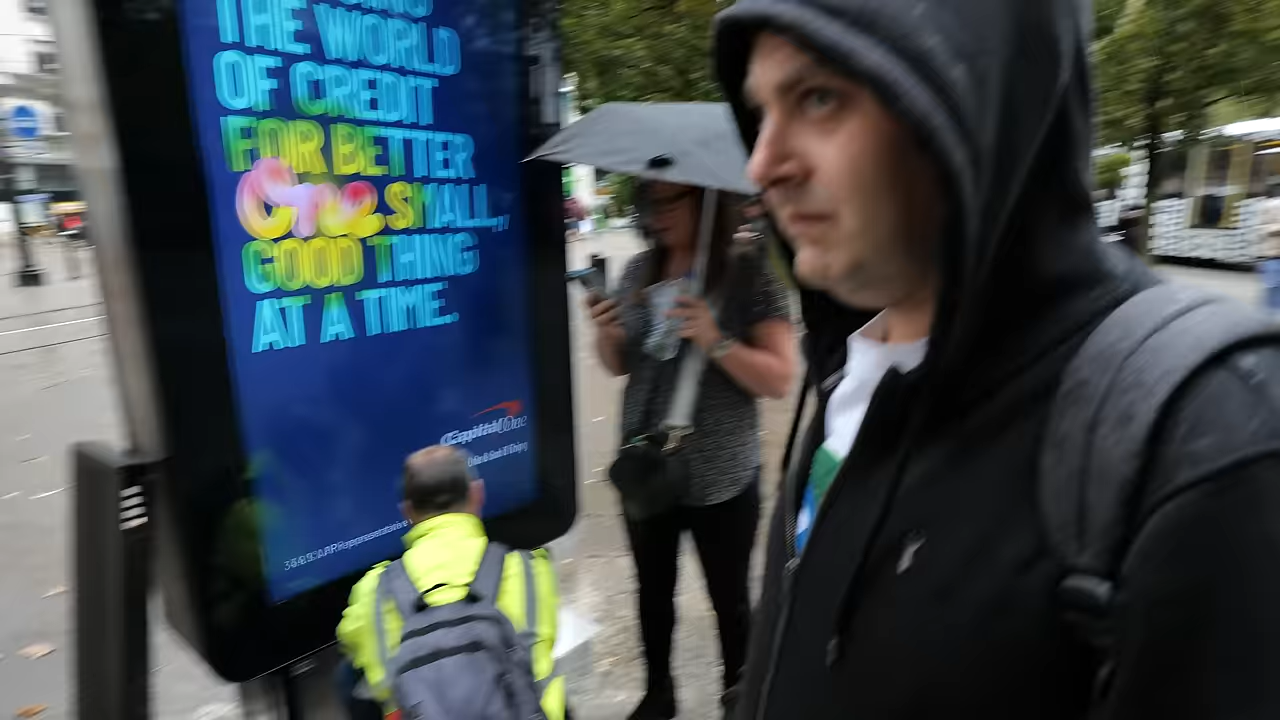 THE WORLD
OF CREDIT
FOR BETTER
One SMALL,
GOOD THING
AT A TIME.
Capital One